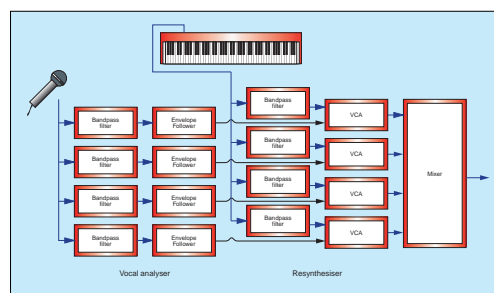 Bandpass
filter
Bandpass
filter
Envelope
Follower
VCA
Bandpass
filter
Bandpass
filter
Envelope
Follower
VCA
Bandpass
filter
Mixer
Bandpass
filter
Envelope
Follower
VCA
Bandpass
filter
Bandpass
filter
Envelope
Follower
VCA
Vocal analyser
Resynthesiser